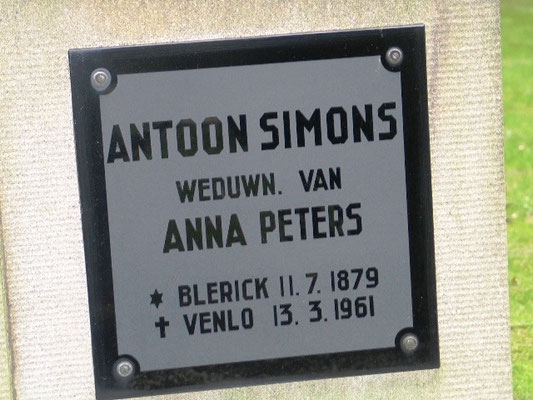 ANTOON SIMONS
WEDUWN. VAN
ANNA PETERS
✶ BLERICK 11. 7. 1879
✝ VENLO 13. 3. 1961